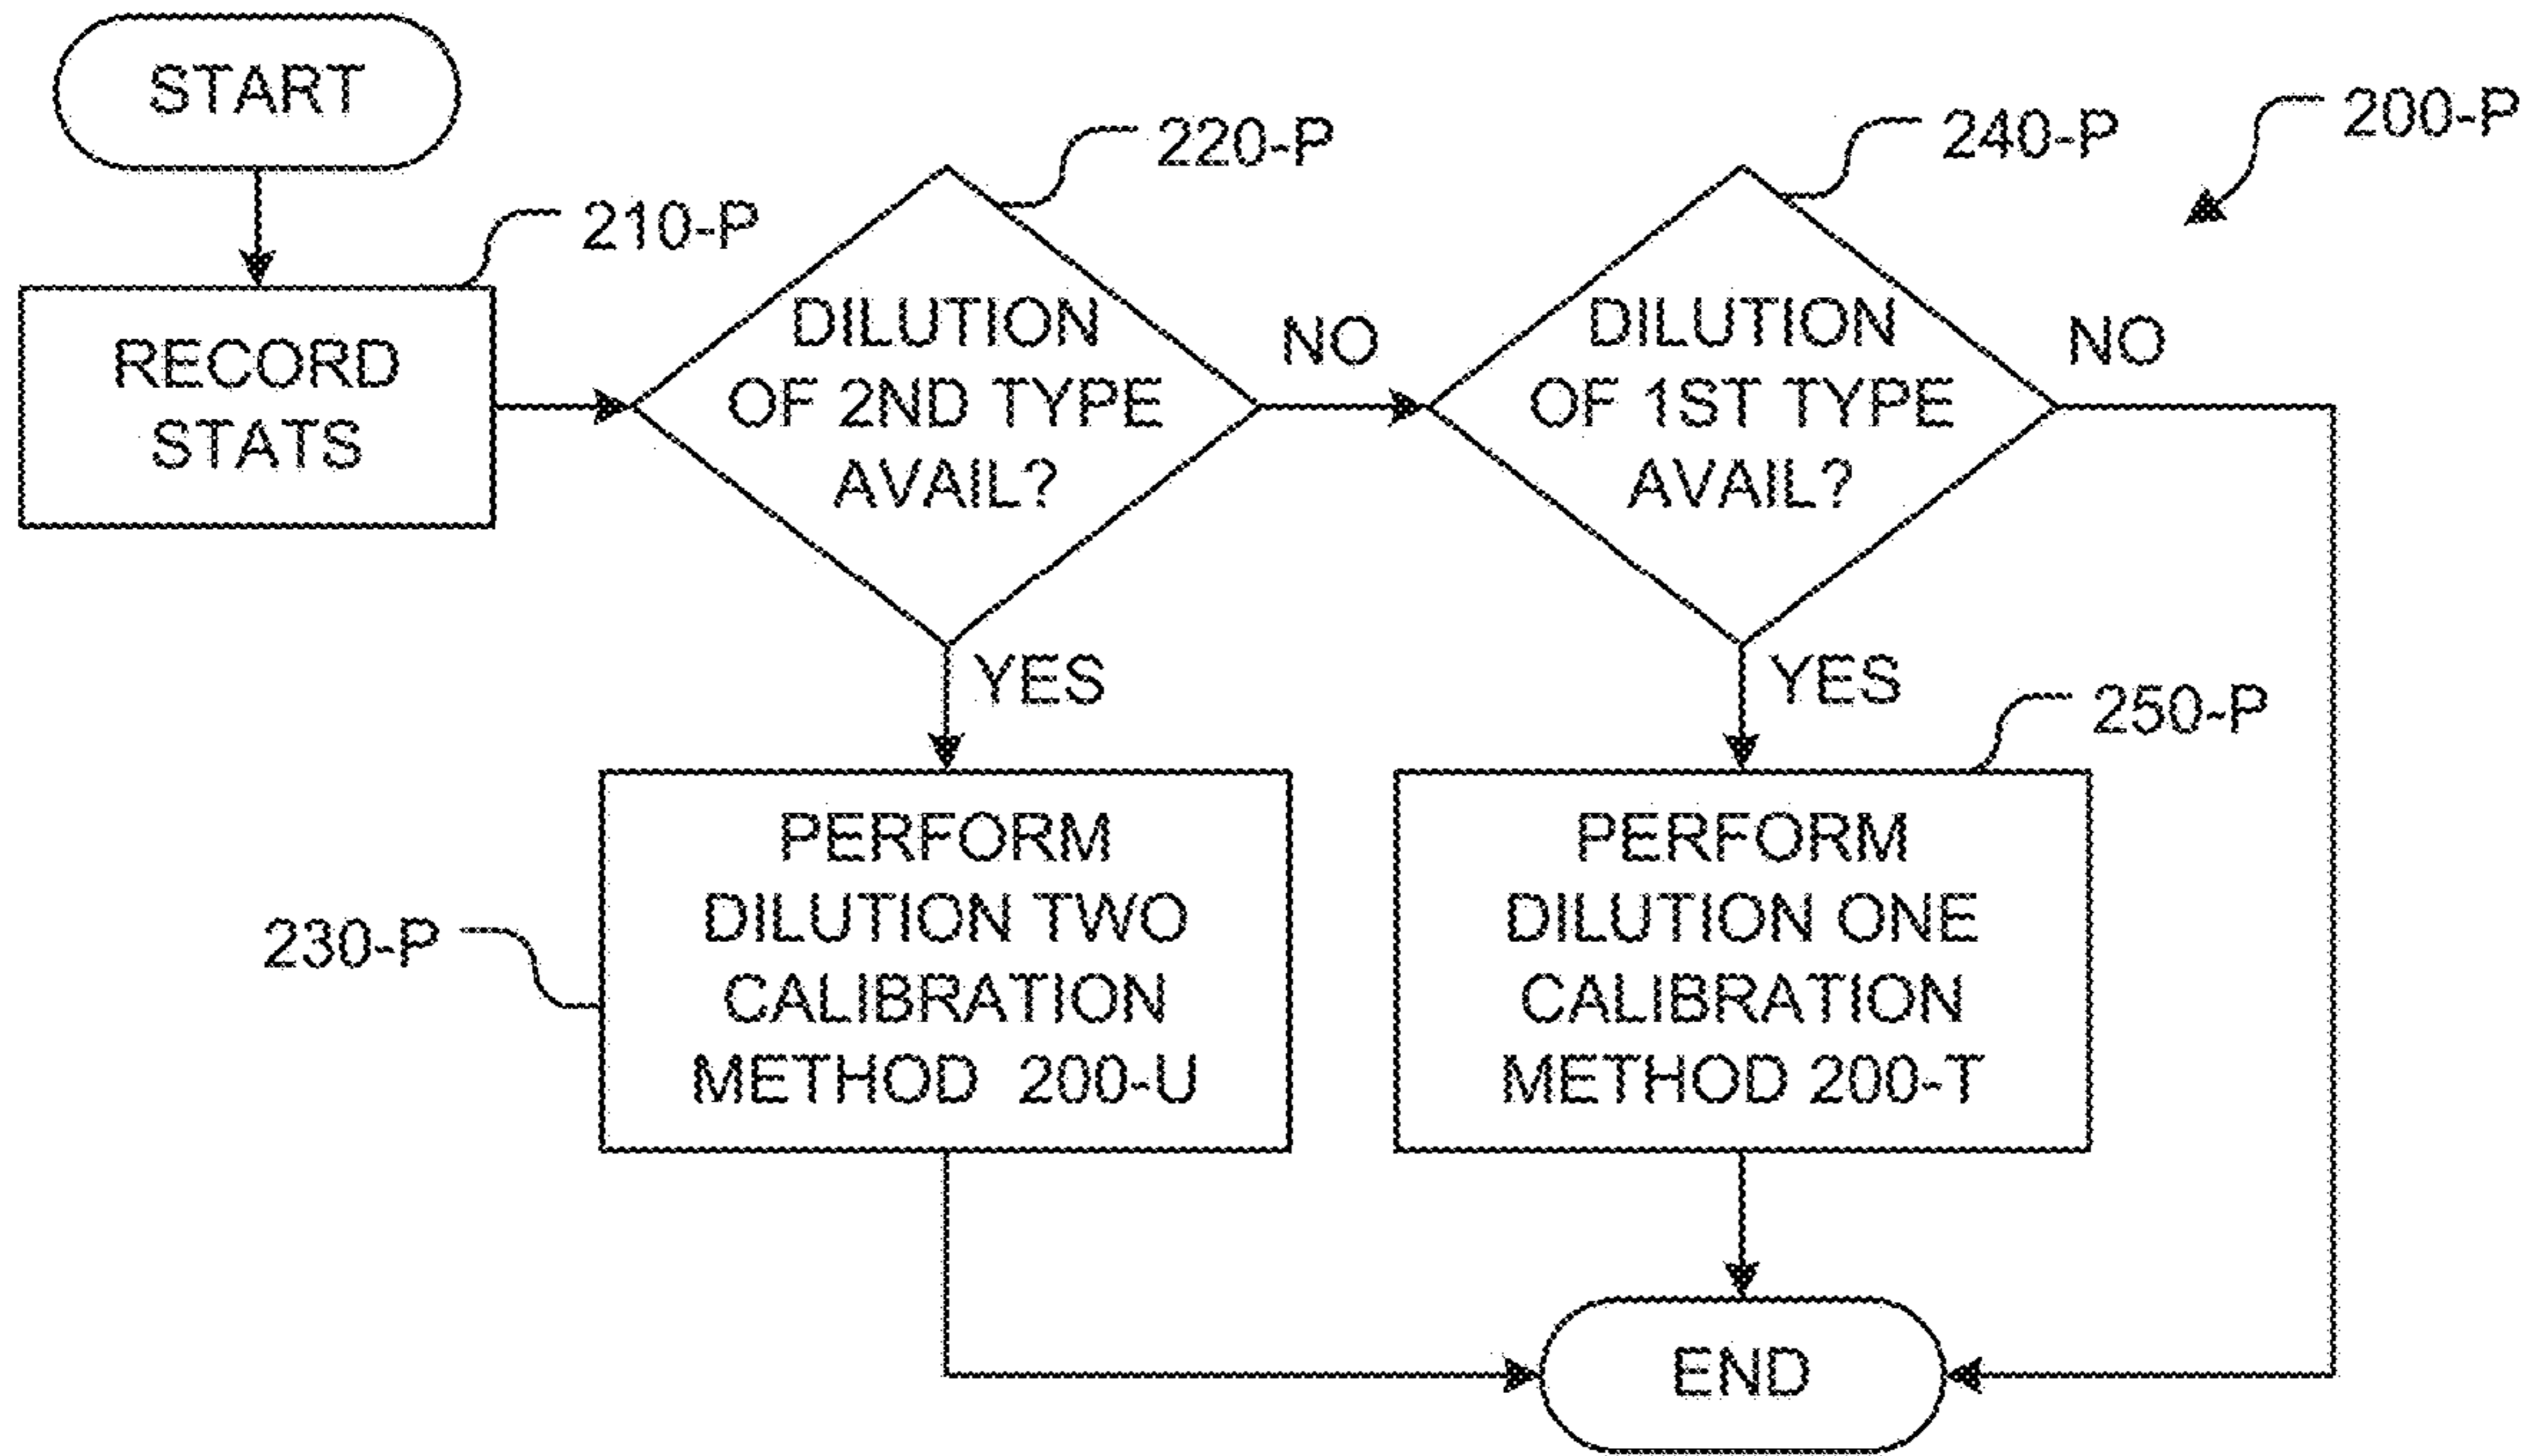 START
200-P
220-P
240-P
210-P
RECORD
STATS
DILUTION
OF 2ND TYPE
AVAIL?
NO
DILUTION
OF 1ST TYPE
AVAIL?
NO
YES
YES
250-P
230-P
PERFORM
DILUTION TWO
CALIBRATION
METHOD  200-U
PERFORM
DILUTION ONE
CALIBRATION
METHOD 200-T
END